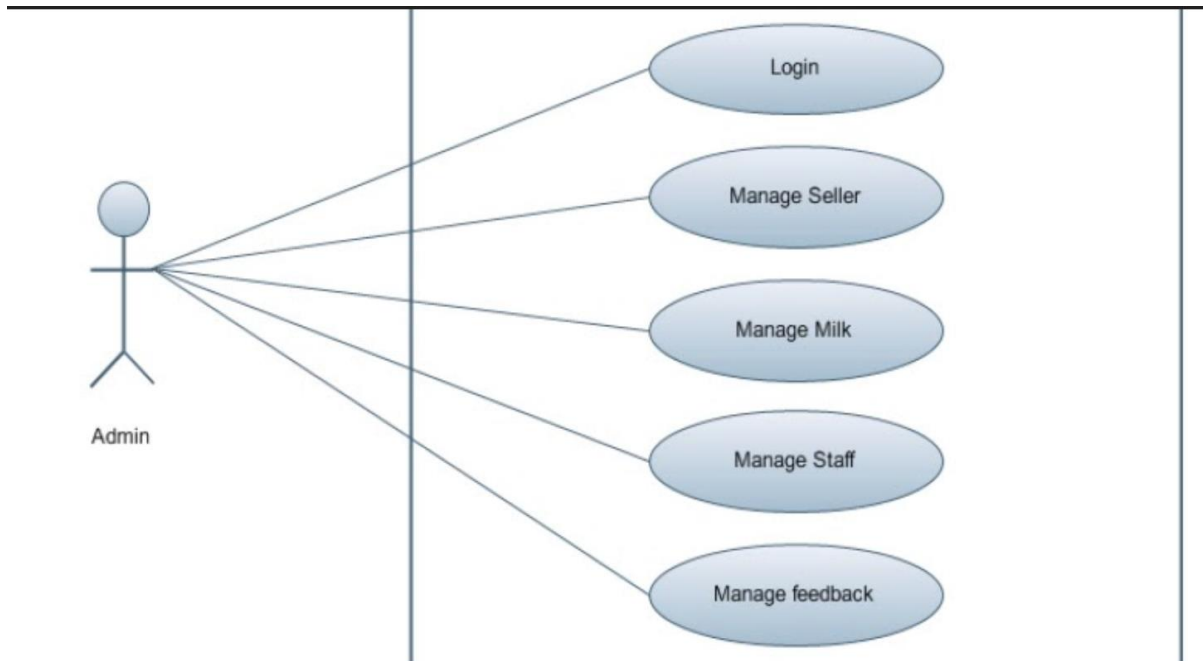 Login
Manage Seller
Manage Milk
Admin
Manage Staff
Manage feedback